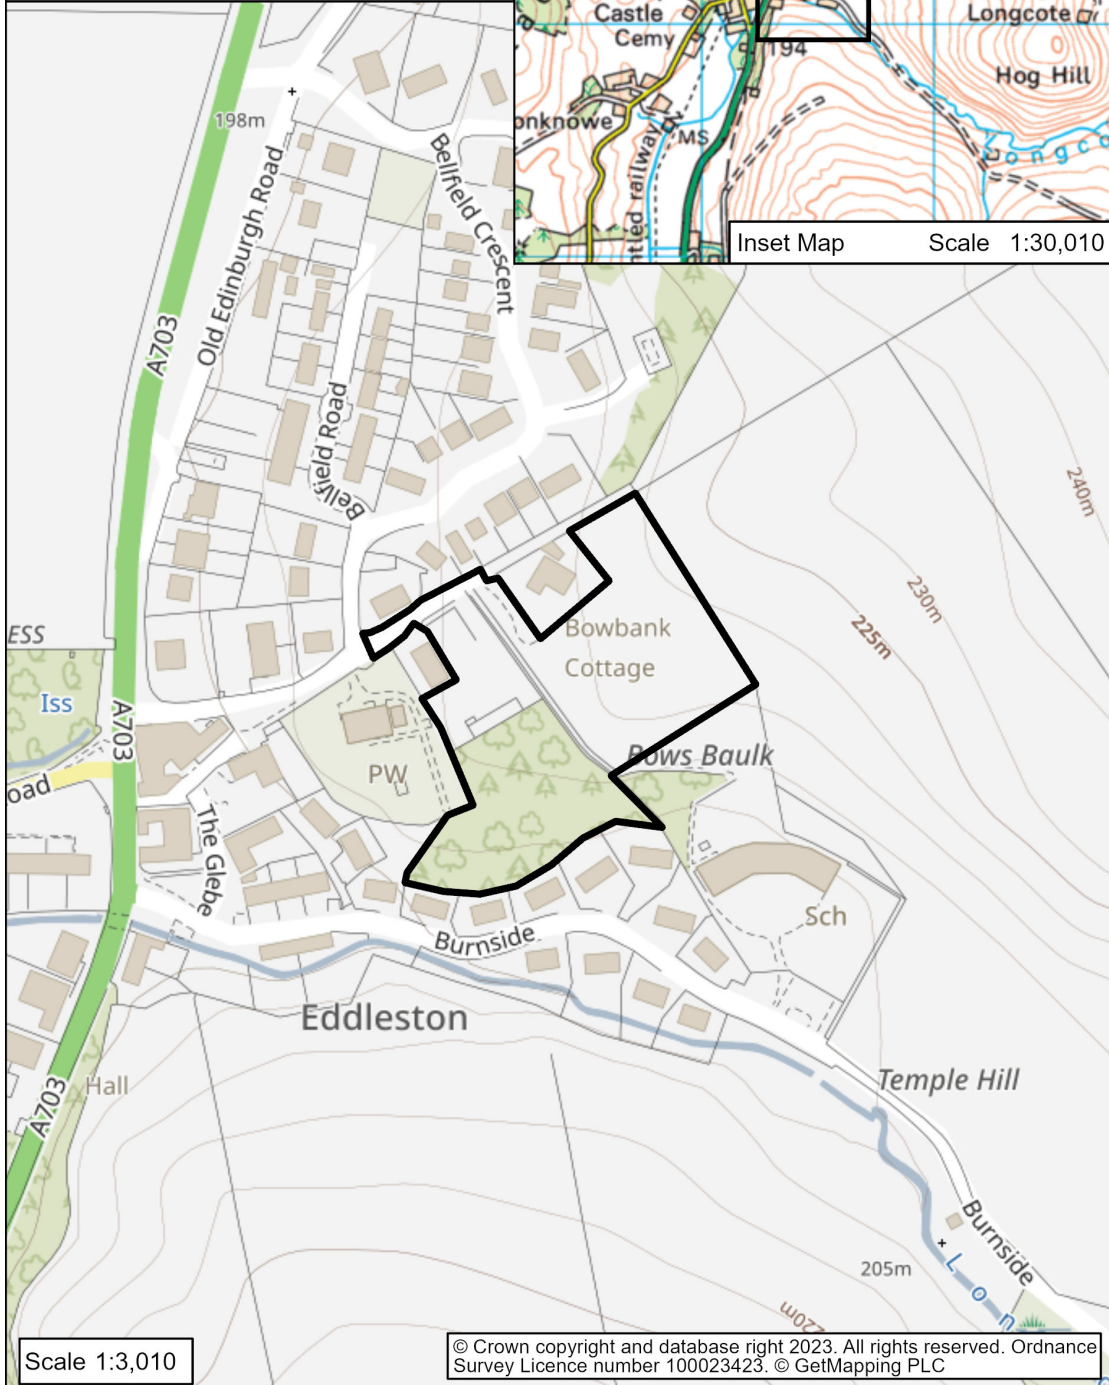 Castle
Cemy
Longcote
194
Hog Hill
onknowe
MS
ntled railway
Longco
Inset Map Scale 1:30,010
198m
Old Edinburgh Road
Bellfield Crescent
A703
Bellfield Road
240m
230m
225m
Bowbank
Cottage
ESS
Iss
A703
Bows Baulk
PW
oad
The Glebe
Sch
Burnside
Eddleston
Temple Hill
Hall
A703
Burnside
205m
Lon
220m
Scale 1:3,010
© Crown copyright and database right 2023. All rights reserved. Ordnance
Survey Licence number 100023423. © GetMapping PLC